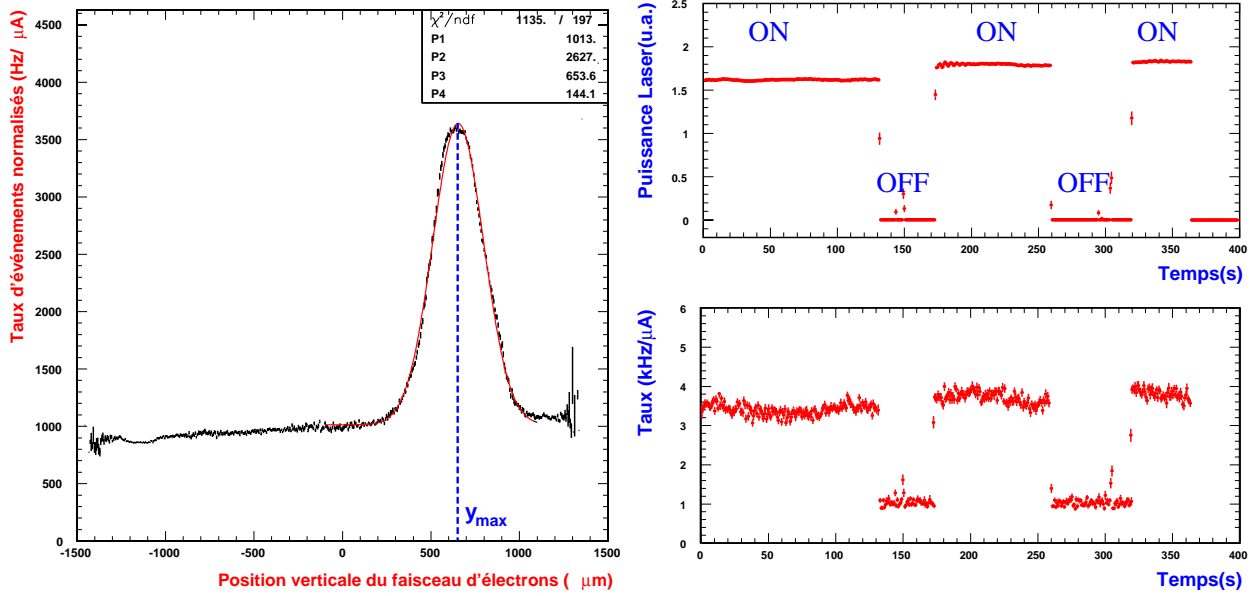 Taux d'événements normalisés (Hz/ μA)
4500
4000
3500
3000
2500
2000
1500
1000
500
0
χ²/ndf 1135. / 197
P1 1013.
P2 2627.
P3 653.6
P4 144.1
y max
-1500 -1000 -500 0 500 1000 1500
Position verticale du faisceau d'électrons ( μm)
Puissance Laser(u.a.)
2.5
2
1.5
1
0.5
0
ON ON ON
OFF OFF
0 50 100 150 200 250 300 350 400
Temps(s)
Taux (kHz/μA)
6
5
4
3
2
1
0
0 50 100 150 200 250 300 350 400
Temps(s)